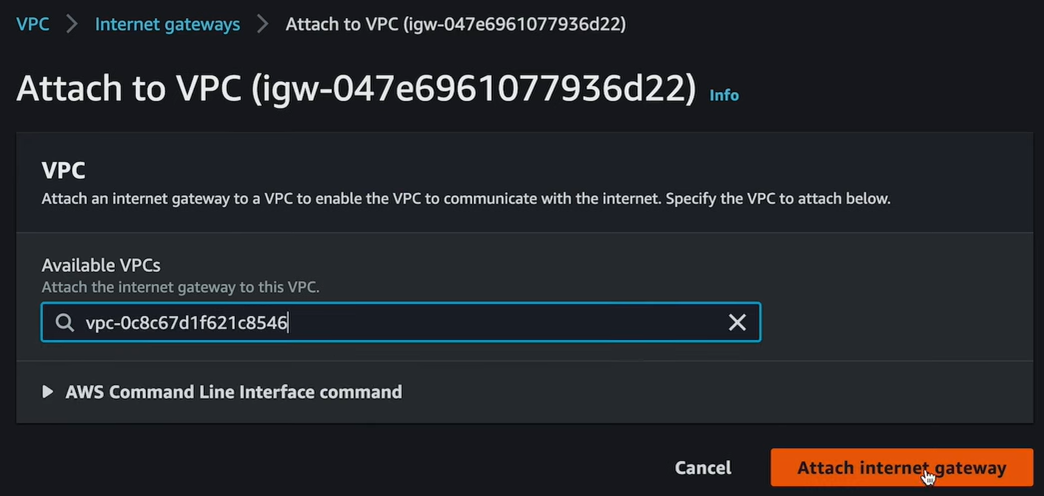 VPC > Internet gateways > Attach to VPC (igw-047e6961077936d22)
Attach to VPC (igw-047e6961077936d22) Info
VPC
Attach an internet gateway to a VPC to enable the VPC to communicate with the internet. Specify the VPC to attach below.
Available VPCs
Attach the internet gateway to this VPC.
vpc-0c8c67d1f621c8546
AWS Command Line Interface command
Cancel Attach internet gateway